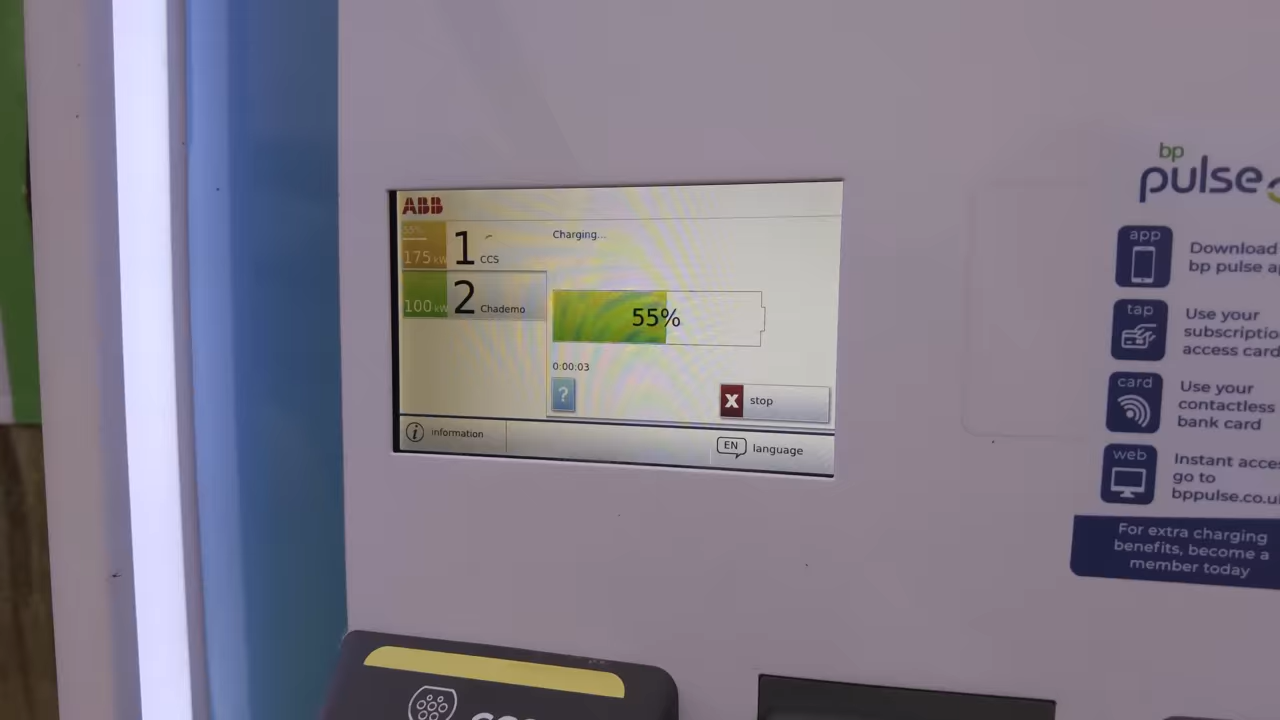 ABB
55%
175 kW
1
CCS
100 kW
2
Chademo
Charging...
55%
0:00:03
?
X stop
i information
EN language
bp
pulse
app
Download
bp pulse
tap
Use your
access card
card
Use your
contactless
bank card
web
Instant
go to
bppulse.co.u
For extra charging
benefits, become a
member today